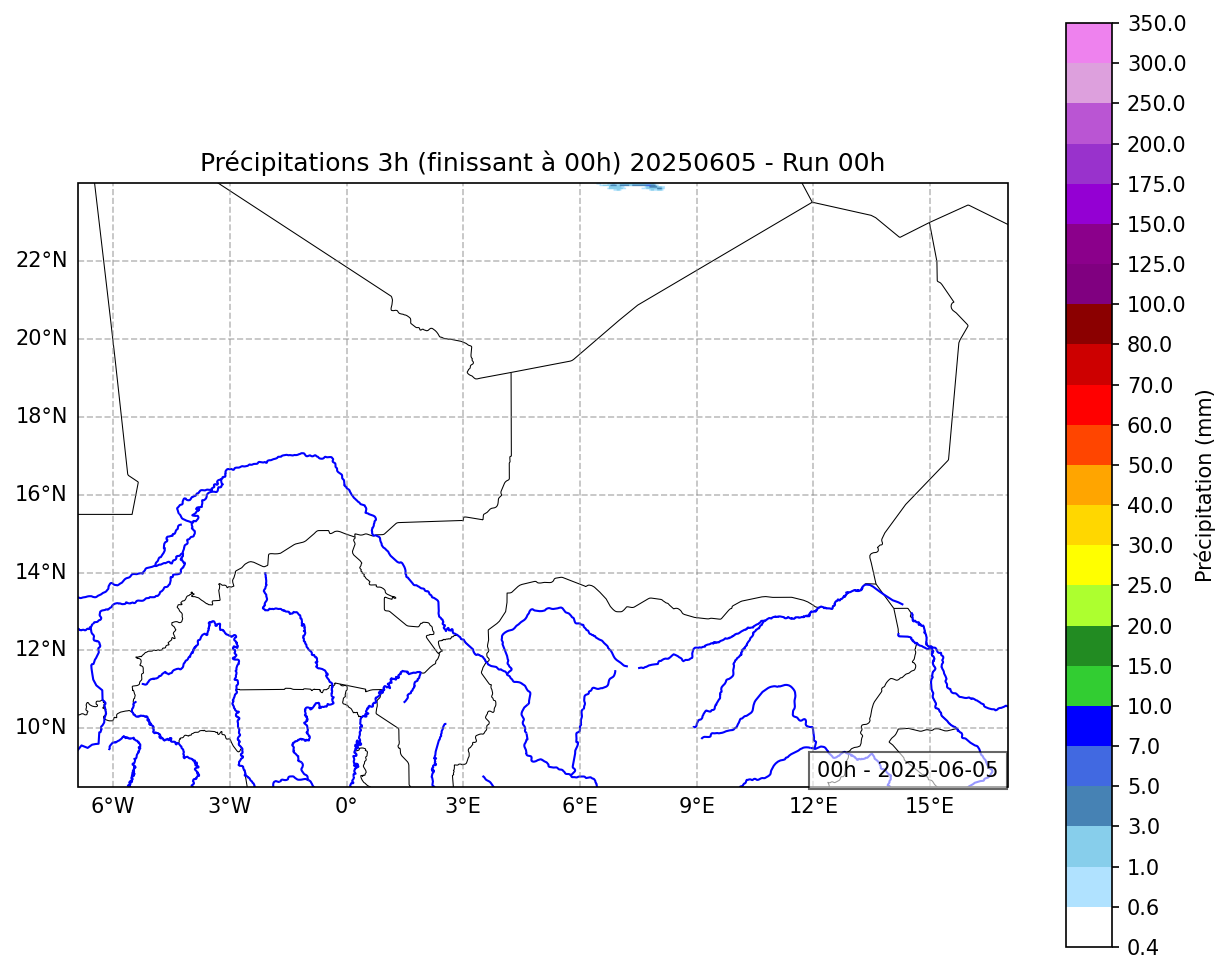 Précipitations 3h (finissant à 00h) 20250605 - Run 00h
22°N
20°N
18°N
16°N
14°N
12°N
10°N
6°W
3°W
0°
3°E
6°E
9°E
12°E
15°E
00h - 2025-06-05
350.0
300.0
250.0
200.0
175.0
150.0
125.0
100.0
80.0
70.0
60.0
50.0
40.0
30.0
25.0
20.0
15.0
10.0
7.0
5.0
3.0
1.0
0.6
0.4
Précipitation (mm)